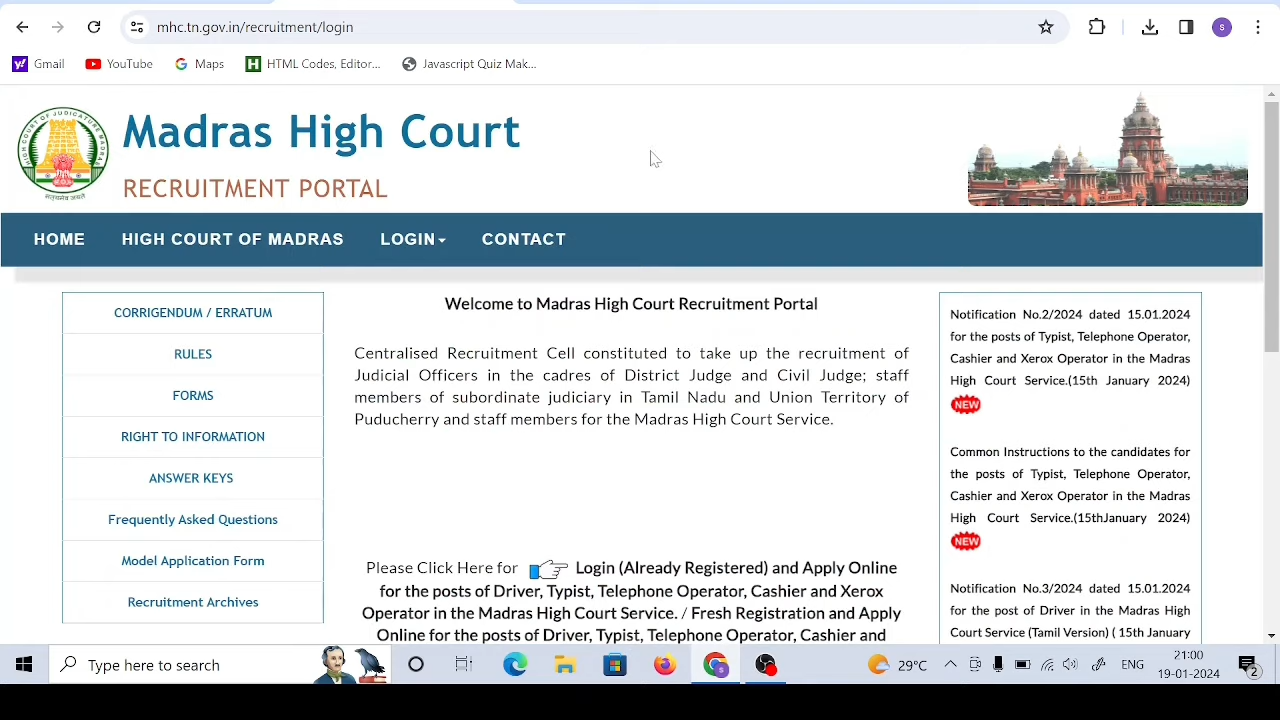 mhc.tn.gov.in/recruitment/login
S
Gmail
YouTube
Maps
HTML Codes, Editor...
Javascript Quiz Mak...
Madras High Court
RECRUITMENT PORTAL
HOME
HIGH COURT OF MADRAS
LOGIN
CONTACT
CORRIGENDUM / ERRATUM
RULES
FORMS
RIGHT TO INFORMATION
ANSWER KEYS
Frequently Asked Questions
Model Application Form
Recruitment Archives
Welcome to Madras High Court Recruitment Portal
Centralised Recruitment Cell constituted to take up the recruitment of
Judicial Officers in the cadres of District Judge and Civil Judge; staff
members of subordinate judiciary in Tamil Nadu and Union Territory of
Puducherry and staff members for the Madras High Court Service.
Please Click Here for Login (Already Registered) and Apply Online
for the posts of Driver, Typist, Telephone Operator, Cashier and Xerox
Operator in the Madras High Court Service. / Fresh Registration and Apply
Online for the posts of Driver, Typist, Telephone Operator, Cashier and
Notification No.2/2024 dated 15.01.2024
for the posts of Typist, Telephone Operator,
Cashier and Xerox Operator in the Madras
High Court Service.(15th January 2024)
NEW
Common Instructions to the candidates for
the posts of Typist, Telephone Operator,
Cashier and Xerox Operator in the Madras
High Court Service.(15thJanuary 2024)
NEW
Notification No.3/2024 dated 15.01.2024
for the post of Driver in the Madras High
Court Service (Tamil Version) ( 15th January
Type here to search
29°C
ENG
21:00
19-01-2024
2